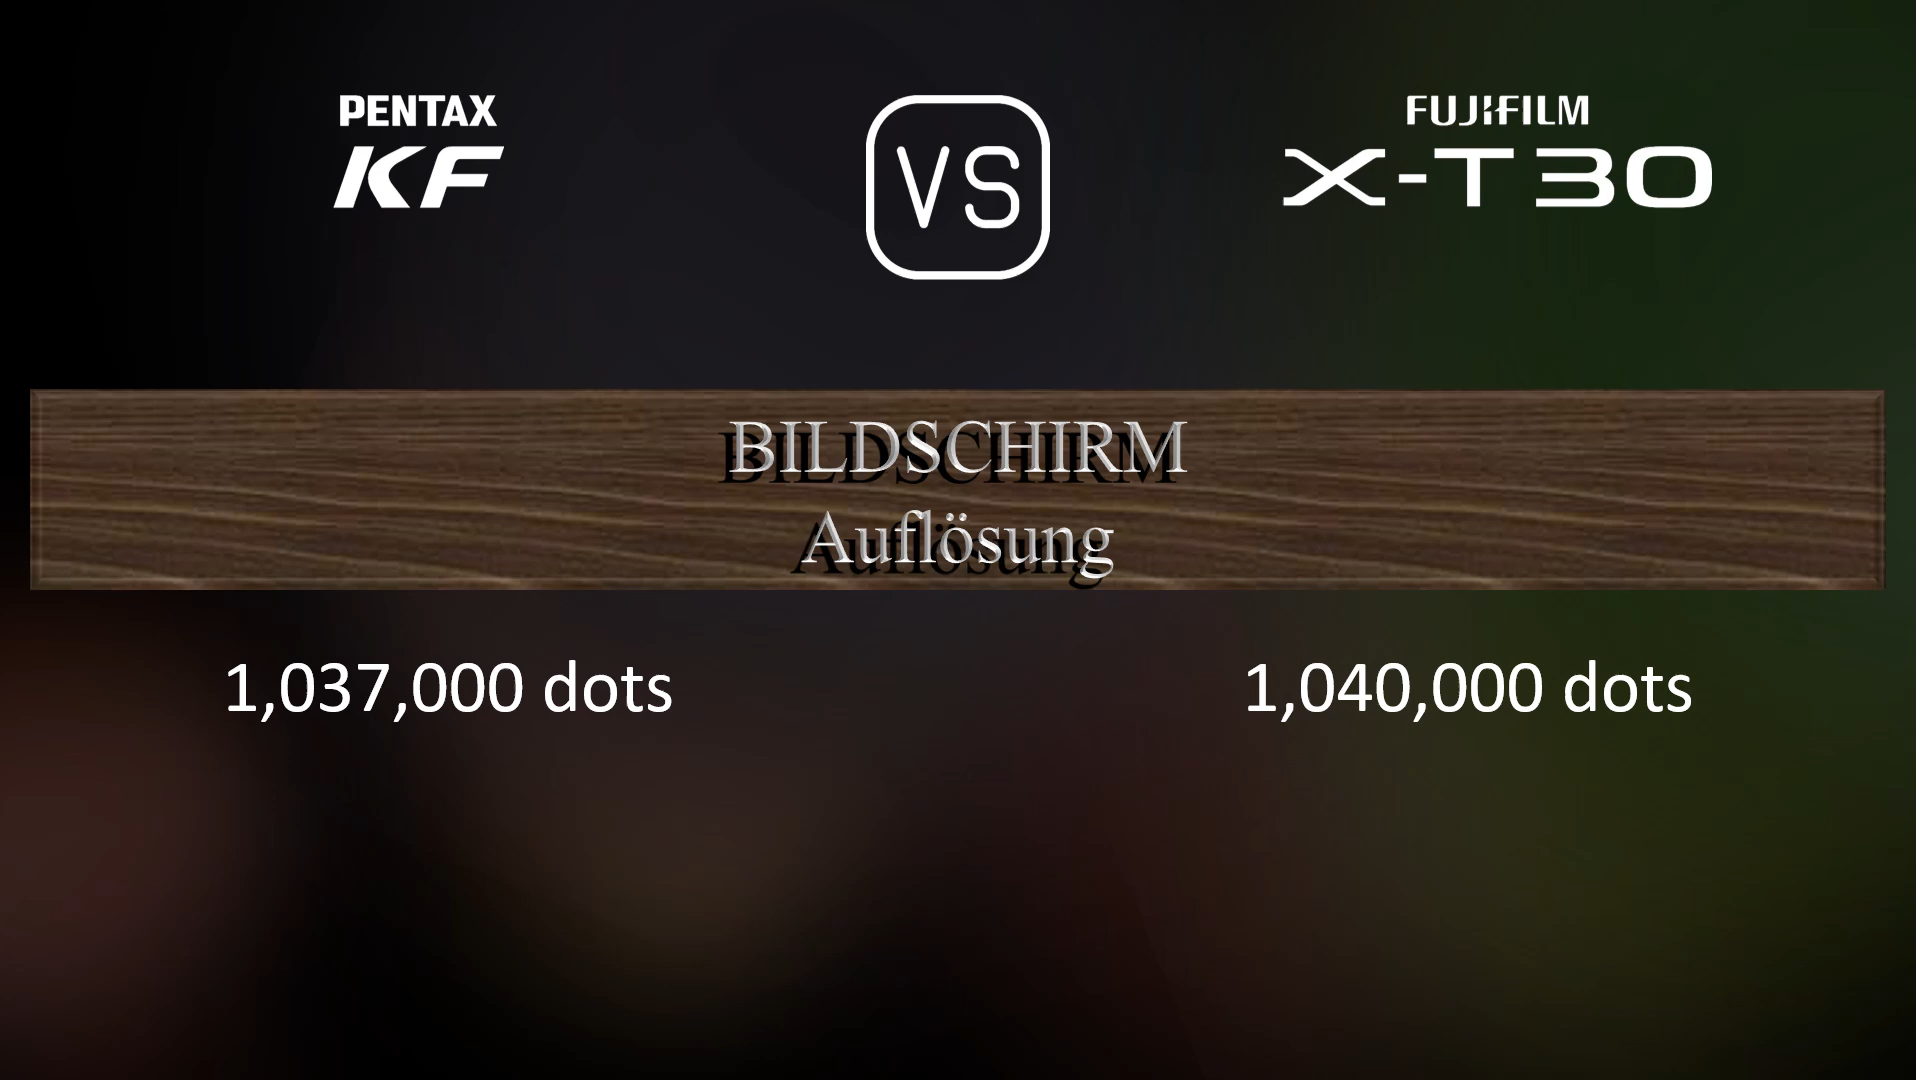 PENTAX
KF
VS
FUJIFILM
X-T30
BILDSCHIRM
Auflösung
1,037,000 dots
1,040,000 dots